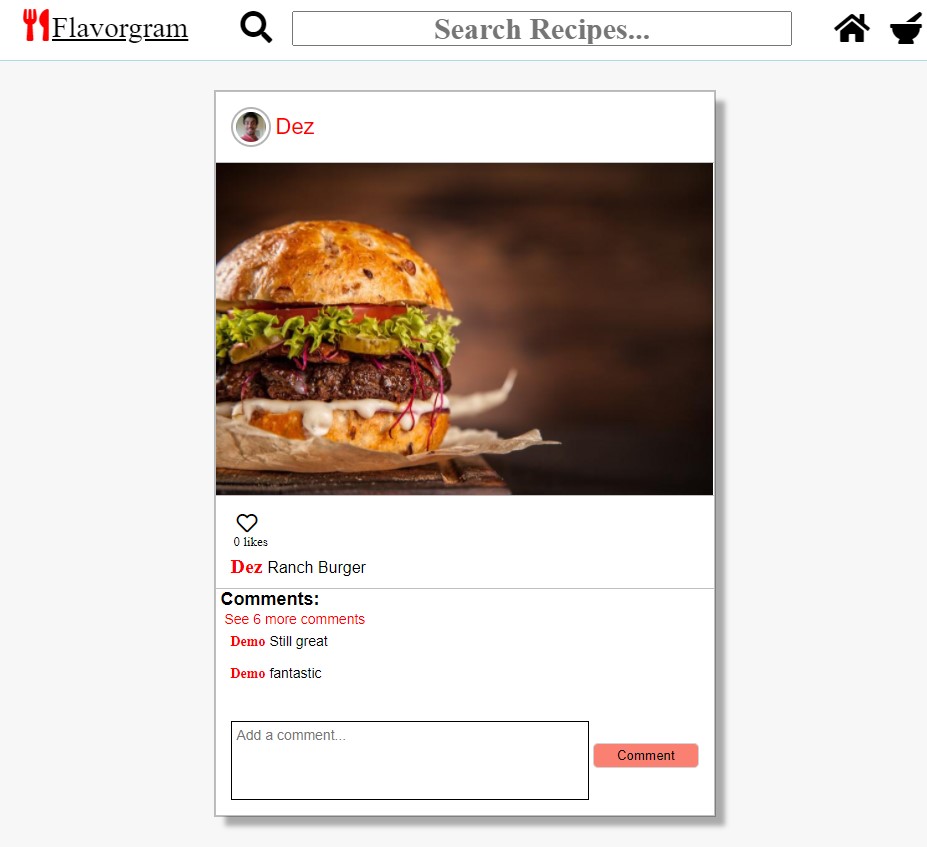 Flavorgram
Search Recipes...
Dez
0 likes
Dez Ranch Burger
Comments:
See 6 more comments
Demo Still great
Demo fantastic
Add a comment...
Comment